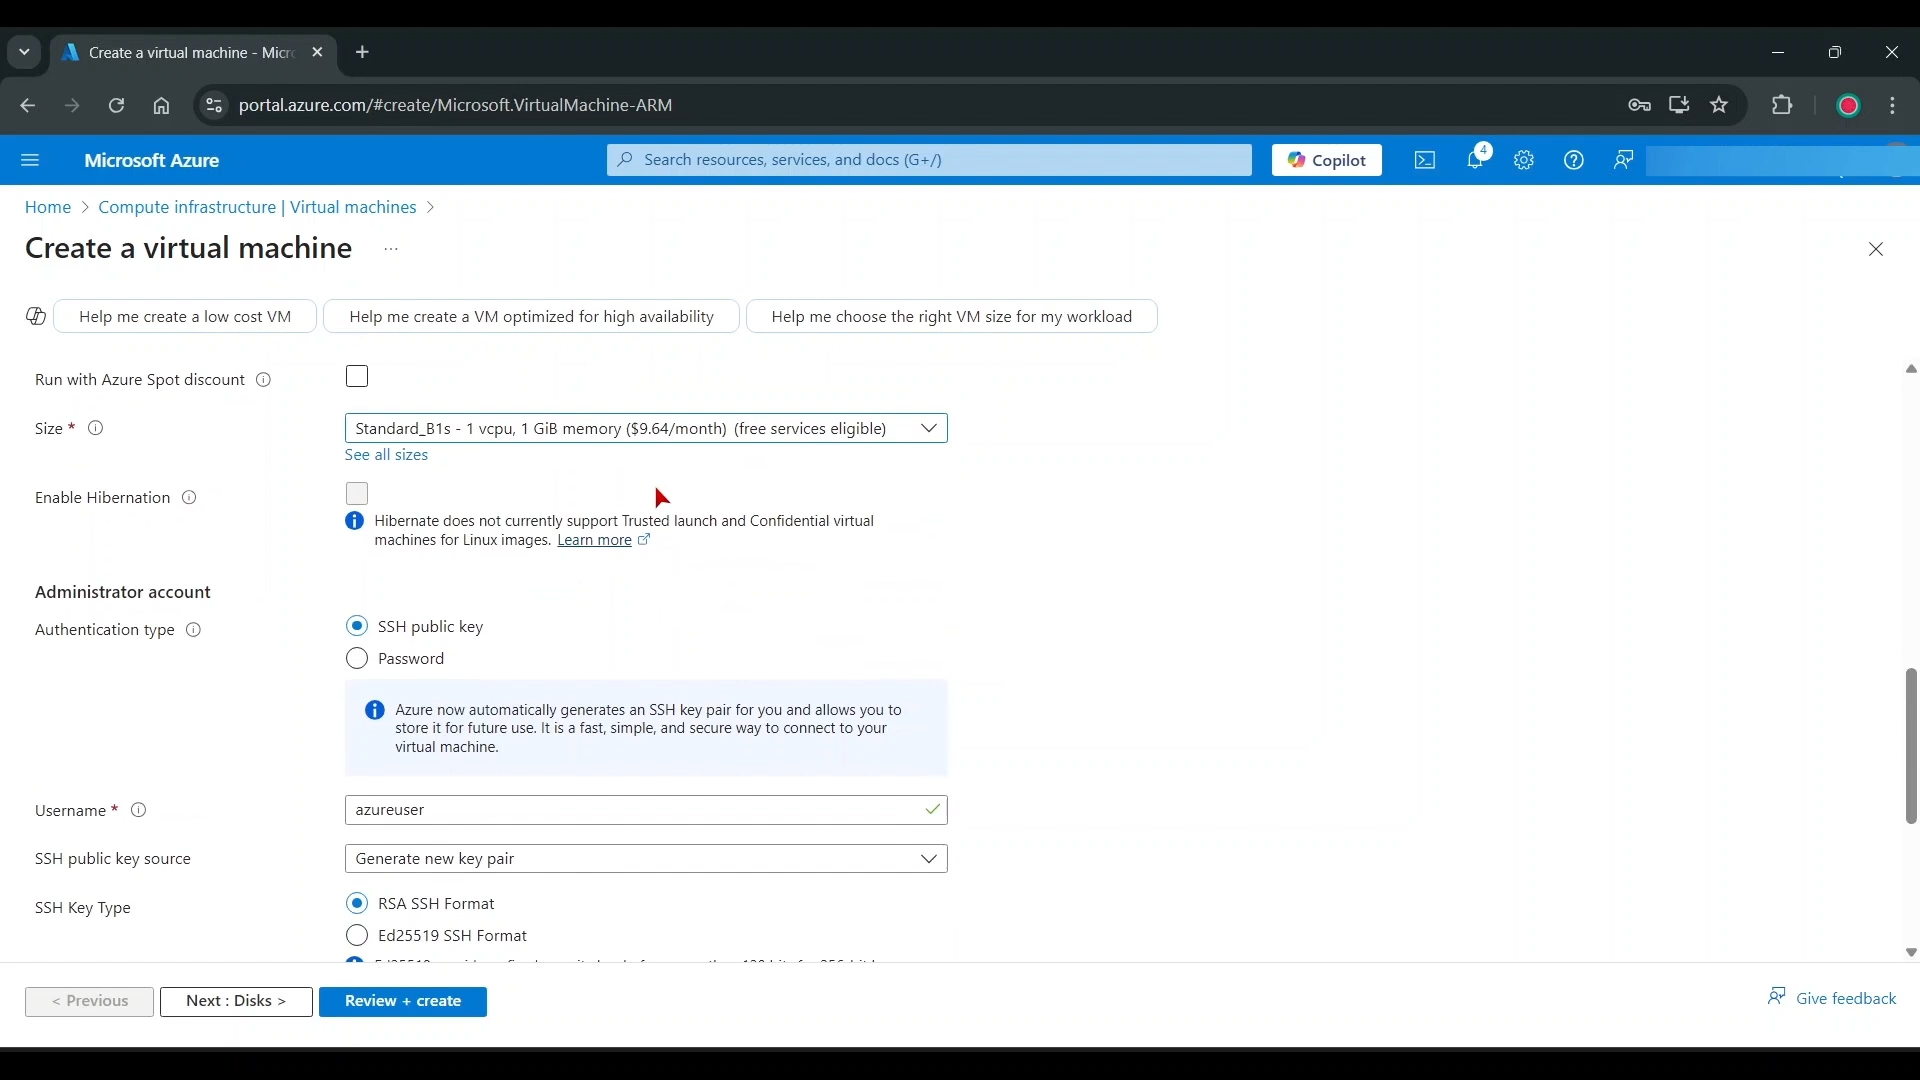 Create a virtual machine - Micr
portal.azure.com/#create/Microsoft.VirtualMachine-ARM
Microsoft Azure
Search resources, services, and docs (G+/)
Copilot
4
Home > Compute infrastructure | Virtual machines >
Create a virtual machine ...
Help me create a low cost VM
Help me create a VM optimized for high availability
Help me choose the right VM size for my workload
Run with Azure Spot discount
Size *
Standard_B1s - 1 vcpu, 1 GiB memory ($9.64/month) (free services eligible)
See all sizes
Enable Hibernation
Hibernate does not currently support Trusted launch and Confidential virtual
machines for Linux images. Learn more
Administrator account
Authentication type
SSH public key
Password
Azure now automatically generates an SSH key pair for you and allows you to
store it for future use. It is a fast, simple, and secure way to connect to your
virtual machine.
Username *
azureuser
SSH public key source
Generate new key pair
SSH Key Type
RSA SSH Format
Ed25519 SSH Format
< Previous
Next : Disks >
Review + create
Give feedback